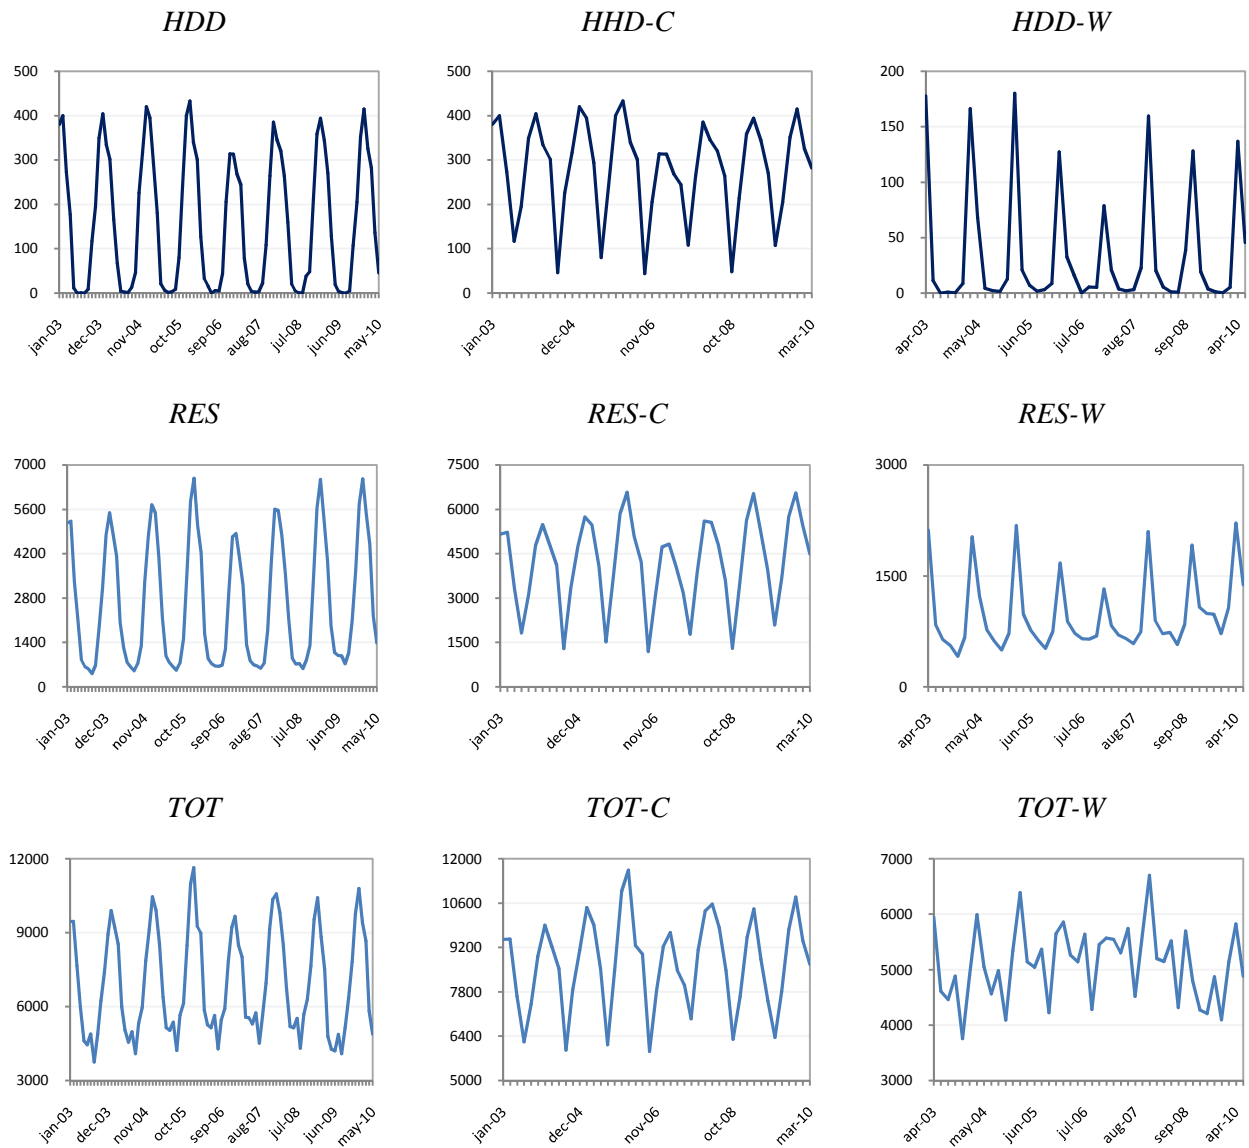 HDD HHD-C HDD-W
500 500 200
400 400 150
300 300 100
200 200 50
100 100 0
0 0
jan-03 dec-03 nov-04 oct-05 sep-06 aug-07 jul-08 jun-09 may-10
jan-03 dec-04 nov-06 oct-08 mar-10
apr-03 may-04 jun-05 jul-06 aug-07 sep-08 apr-10
RES RES-C RES-W
7000 7500 3000
5600 6000 1500
4200 4500 0
2800 3000
1400 1500
0 0
jan-03 dec-03 nov-04 oct-05 sep-06 aug-07 jul-08 jun-09 may-10
jan-03 dec-04 nov-06 oct-08 mar-10
apr-03 may-04 jun-05 jul-06 aug-07 sep-08 apr-10
TOT TOT-C TOT-W
12000 12000 7000
9000 10600 6000
6000 9200 5000
3000 7800 4000
6400 3000
5000
jan-03 dec-03 nov-04 oct-05 sep-06 aug-07 jul-08 jun-09 may-10
jan-03 dec-04 nov-06 oct-08 mar-10
apr-03 may-04 jun-05 jul-06 aug-07 sep-08 apr-10